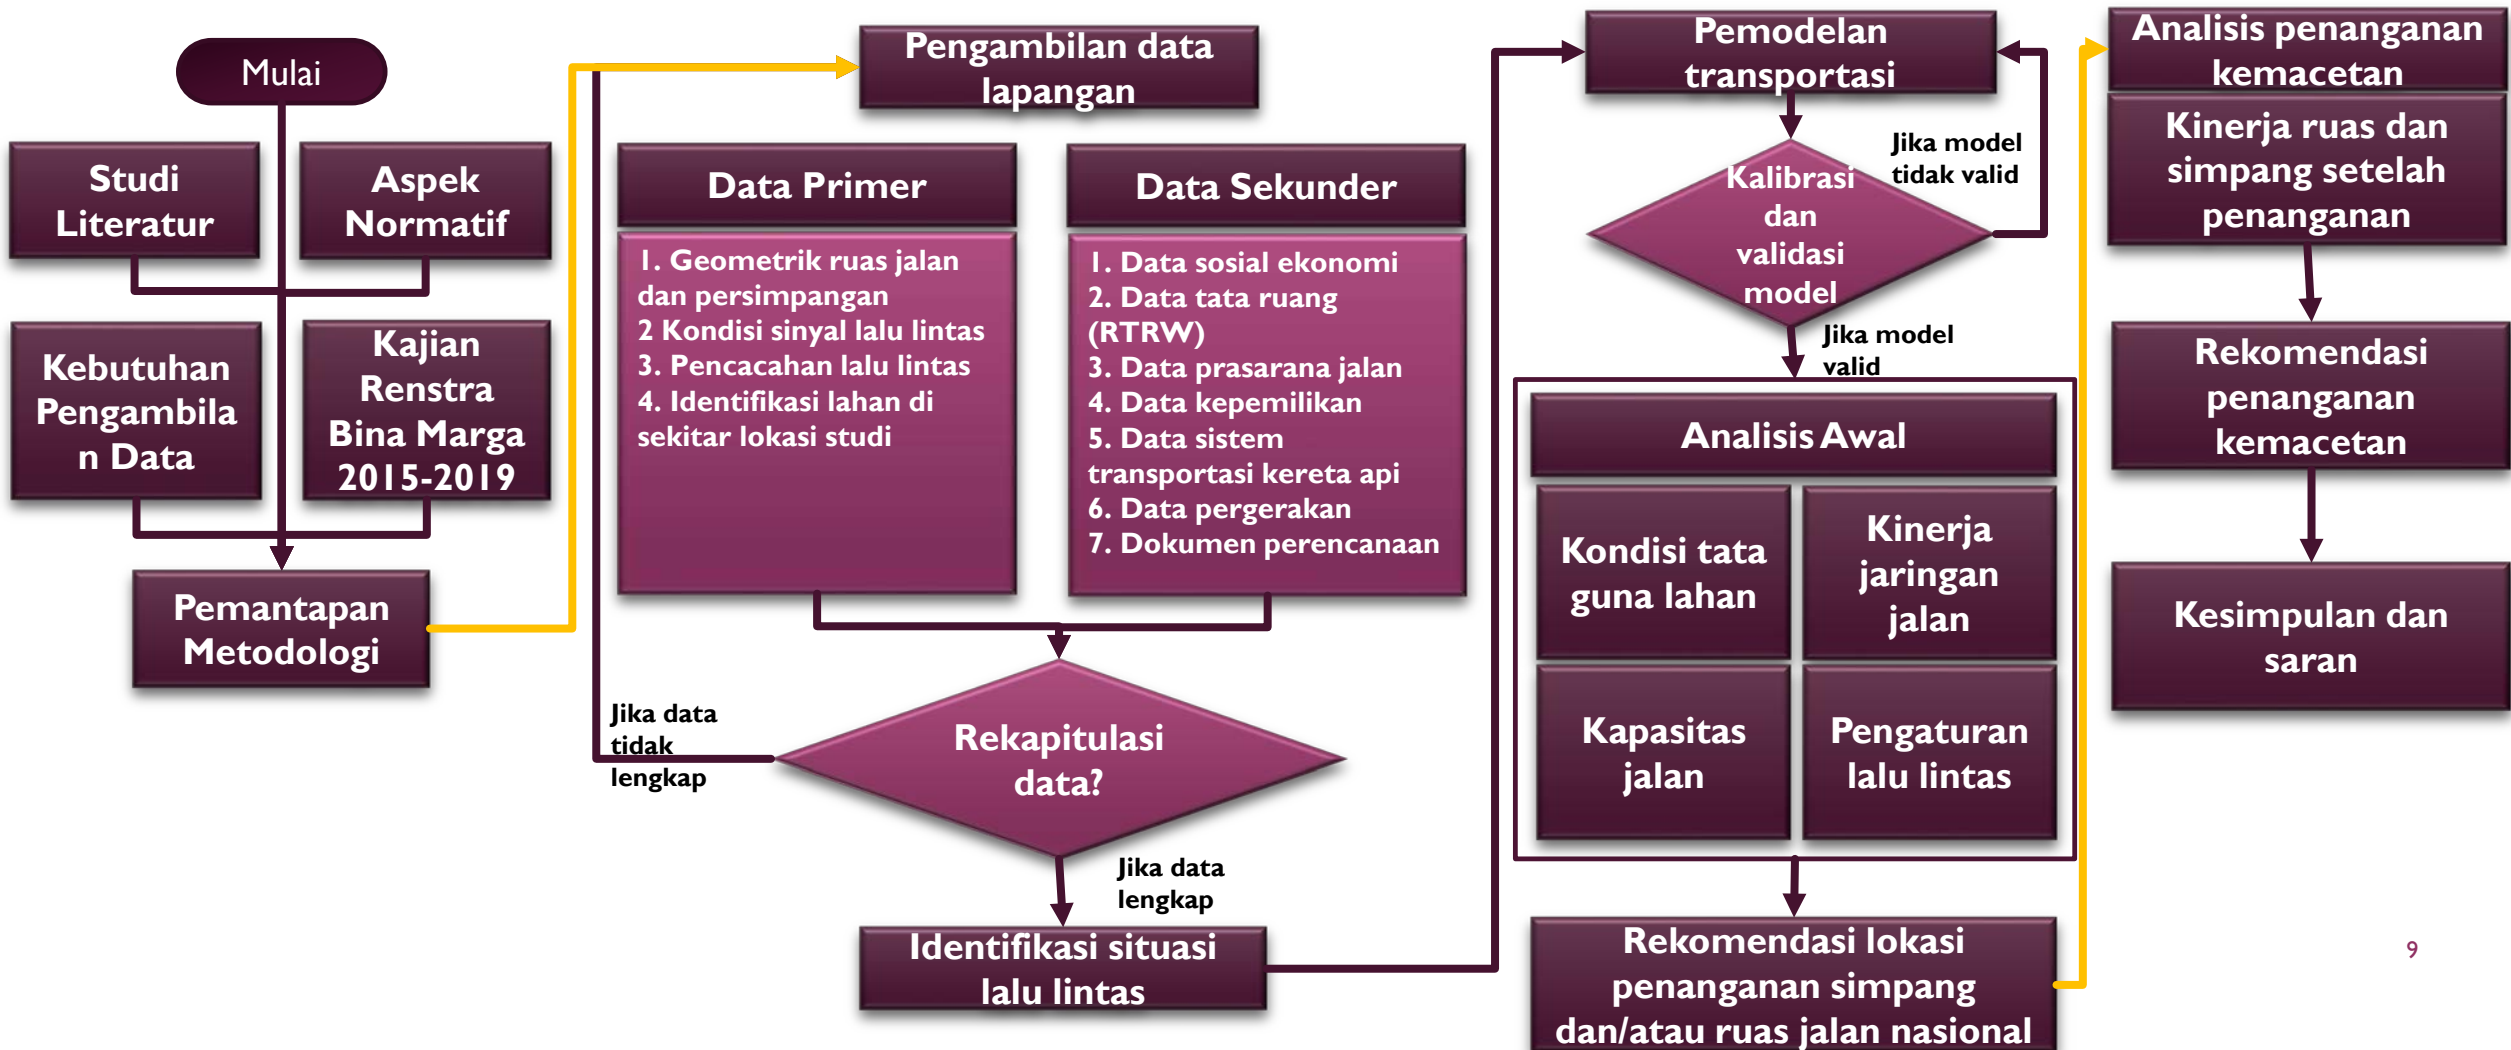 Mulai
Studi
Literatur
Aspek
Normatif
Kebutuhan
Pengambila
n Data
Kajian
Renstra
Bina Marga
2015-2019
Pemantapan
Metodologi
Pengambilan data
lapangan
Data Primer
1. Geometrik ruas jalan
dan persimpangan
2 Kondisi sinyal lalu lintas
3. Pencacahan lalu lintas
4. Identifikasi lahan di
sekitar lokasi studi
Data Sekunder
1. Data sosial ekonomi
2. Data tata ruang
(RTRW)
3. Data prasarana jalan
4. Data kepemilikan
5. Data sistem
transportasi kereta api
6. Data pergerakan
7. Dokumen perencanaan
Jika data
tidak
lengkap
Rekapitulasi
data?
Jika data
lengkap
Identifikasi situasi
lalu lintas
Pemodelan
transportasi
Jika model
tidak valid
Kalibrasi
dan
validasi
model
Jika model
valid
Analisis Awal
Kondisi tata
guna lahan
Kinerja
jaringan
jalan
Kapasitas
jalan
Pengaturan
lalu lintas
Rekomendasi lokasi
penanganan simpang
dan/atau ruas jalan nasional
Analisis penanganan
kemacetan
Kinerja ruas dan
simpang setelah
penanganan
Rekomendasi
penanganan
kemacetan
Kesimpulan dan
saran
9